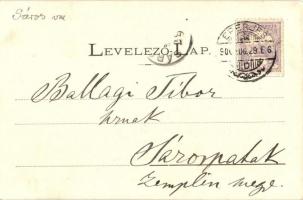 Sáros vm
LEVELEZŐ-LAP.
Ballagi Tibor
úrnak
Sárospatak
Zemplén megye.